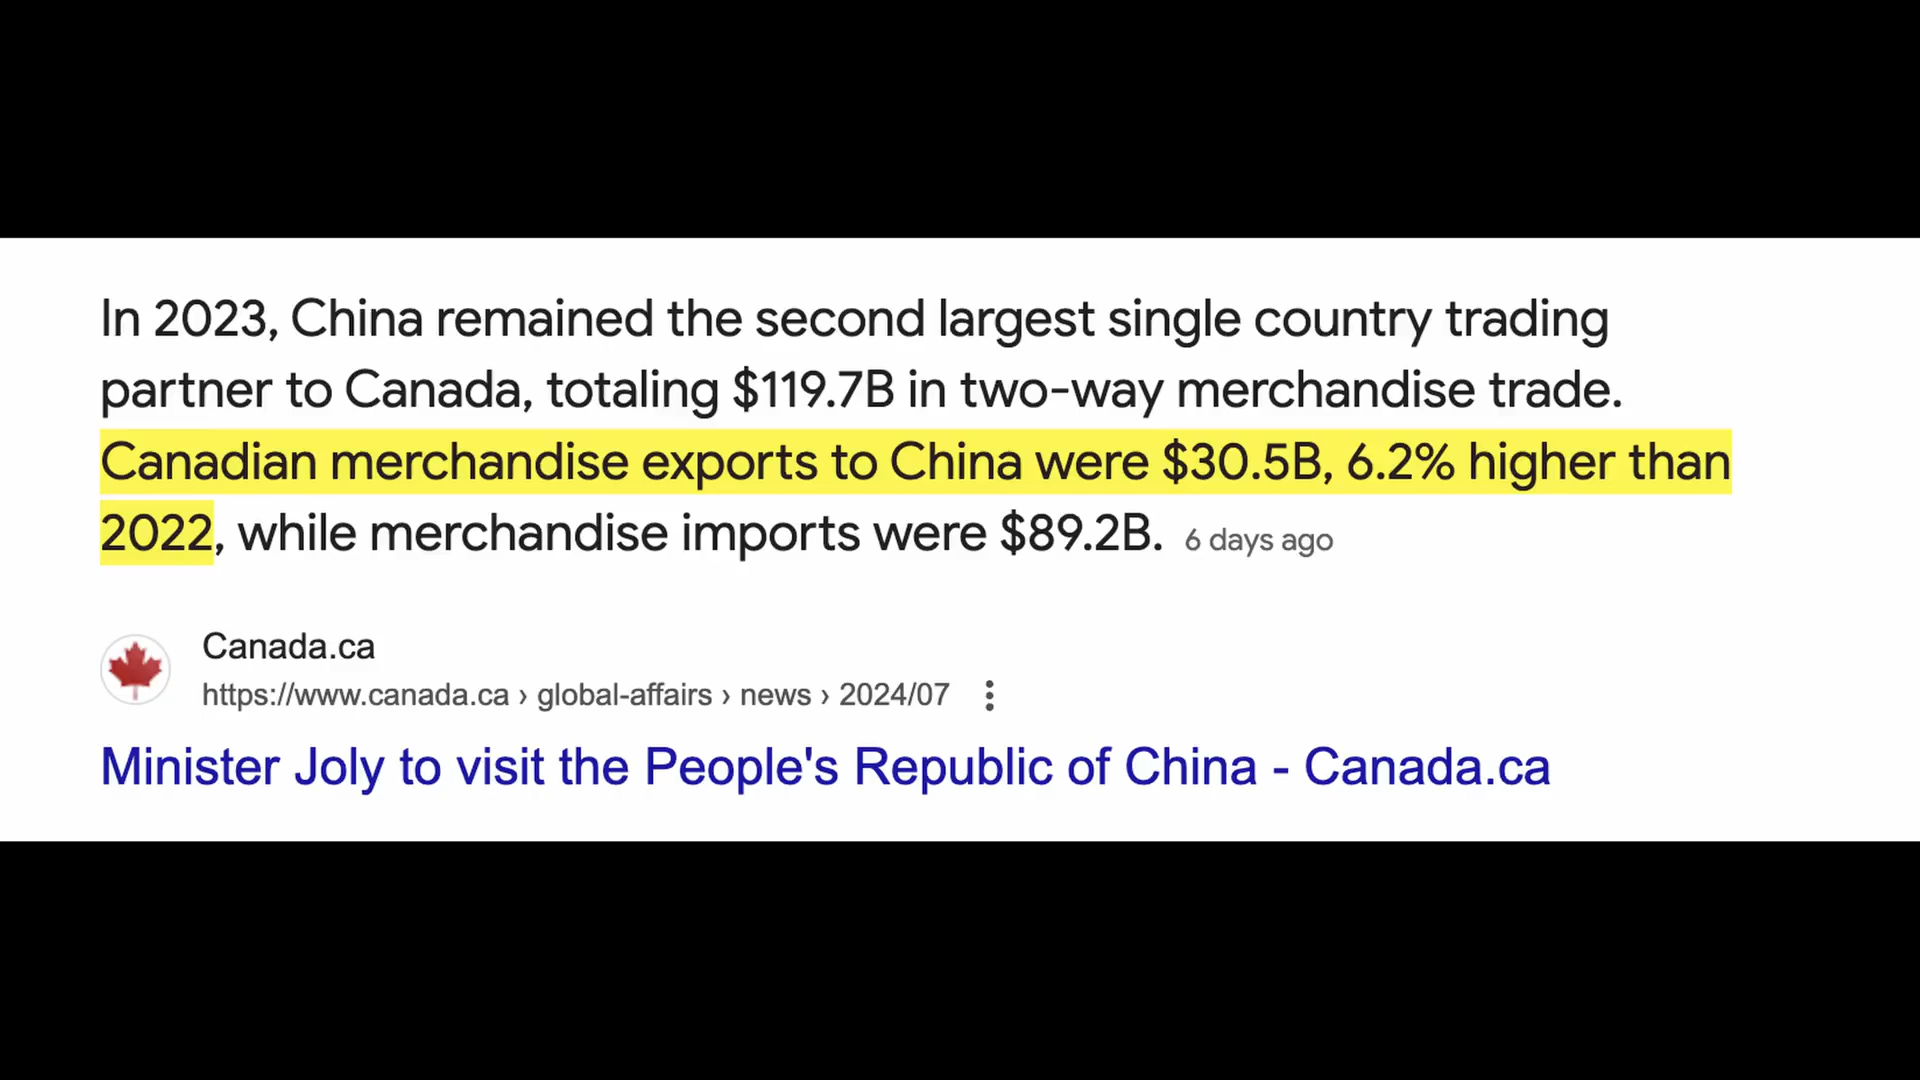 In 2023, China remained the second largest single country trading
partner to Canada, totaling $119.7B in two-way merchandise trade.
Canadian merchandise exports to China were $30.5B, 6.2% higher than
2022, while merchandise imports were $89.2B. 6 days ago
Canada.ca
https://www.canada.ca › global-affairs › news › 2024/07
Minister Joly to visit the People's Republic of China - Canada.ca